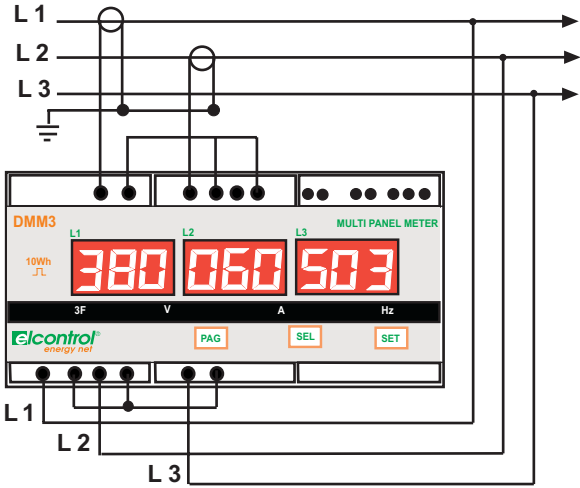 L 1
L 2
L 3
DMM3
MULTI PANEL METER
L1 L2 L3
10Wh
380 060 503
3F V A Hz
elcontrol®
energy net
PAG SEL SET
L 1
L 2
L 3